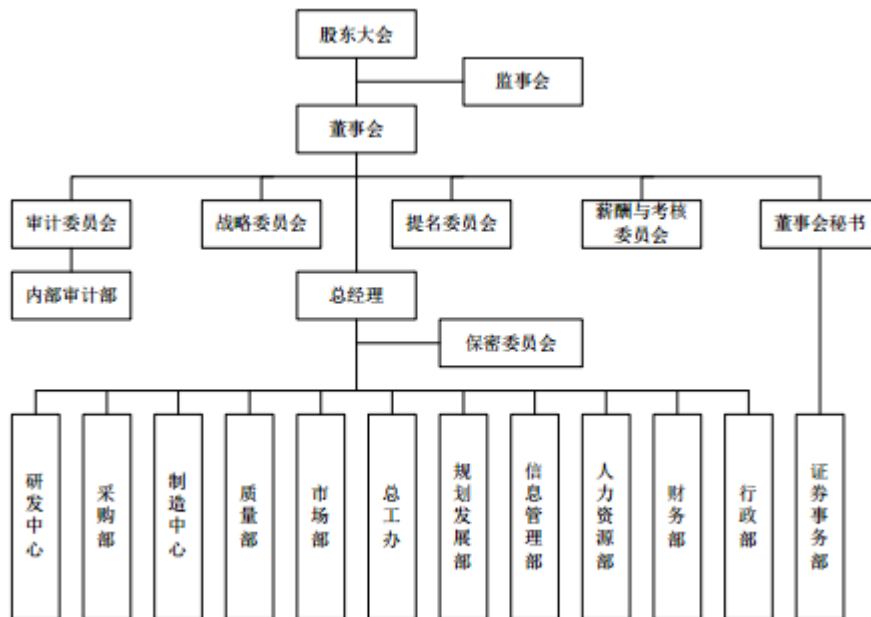 股东大会
监事会
董事会
审计委员会
战略委员会
提名委员会
薪酬与考核
委员会
董事会秘书
内部审计部
总经理
保密委员会
研发中心
采购部
制造中心
质量部
市场部
总工办
规划发展部
信息管理部
人力资源部
财务部
行政部
证券事务部